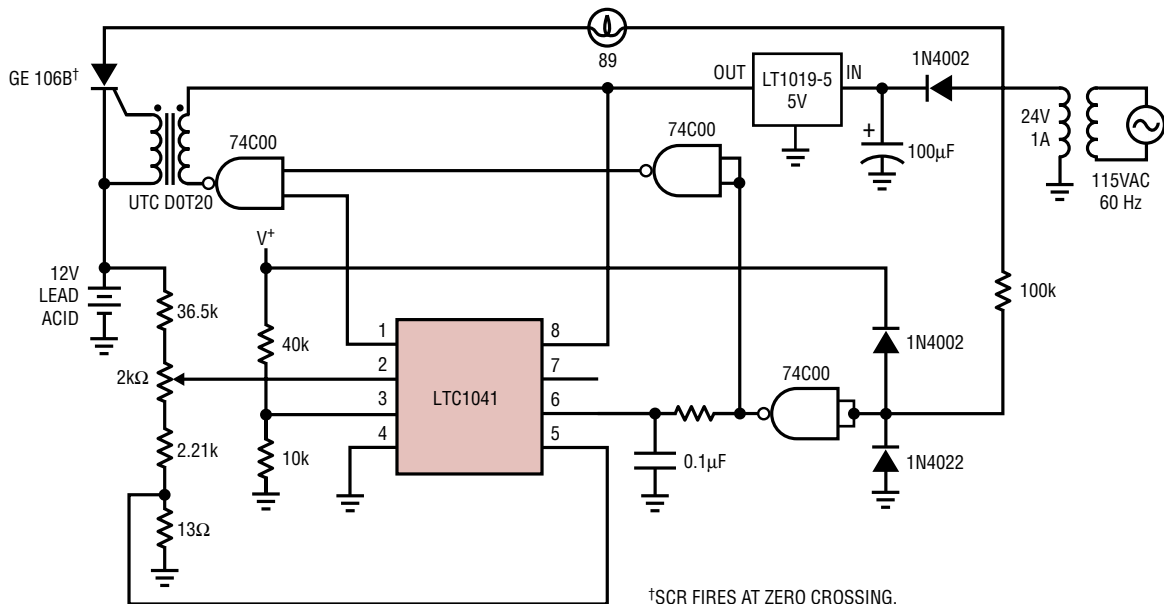 GE 106B†
89
OUT
LT1019-5
5V
IN
1N4002
24V
1A
115VAC
60 Hz
+
100µF
74C00
74C00
UTC D0T20
V+
12V
LEAD
ACID
36.5k
2kΩ
2.21k
13Ω
40k
10k
1
2
3
4
LTC1041
8
7
6
5
0.1µF
74C00
1N4002
1N4022
100k
†SCR FIRES AT ZERO CROSSING.